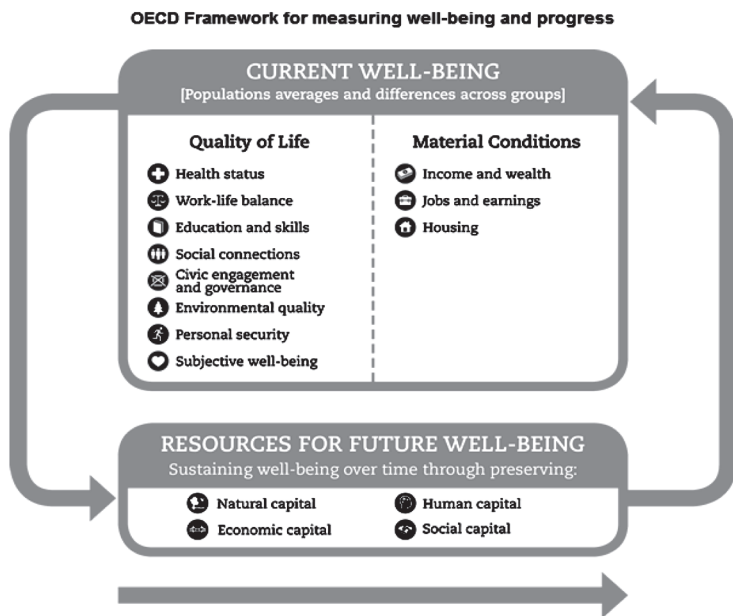 OECD Framework for measuring well-being and progress
CURRENT WELL-BEING
[Populations averages and differences across groups]
Quality of Life
Health status
Work-life balance
Education and skills
Social connections
Civic engagement
and governance
Environmental quality
Personal security
Subjective well-being
Material Conditions
Income and wealth
Jobs and earnings
Housing
RESOURCES FOR FUTURE WELL-BEING
Sustaining well-being over time through preserving:
Natural capital
Human capital
Economic capital
Social capital